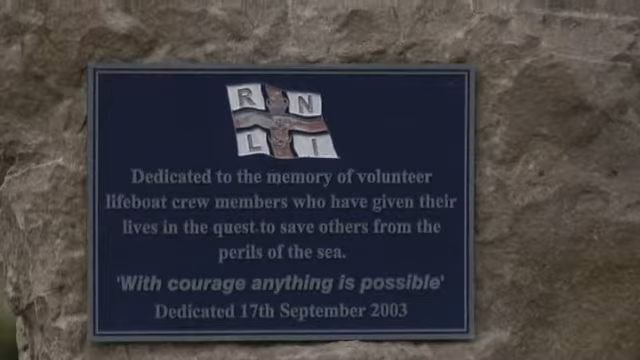 R N
L I
Dedicated to the memory of volunteer
lifeboat crew members who have given their
lives in the quest to save others from the
perils of the sea.
'With courage anything is possible'
Dedicated 17th September 2003